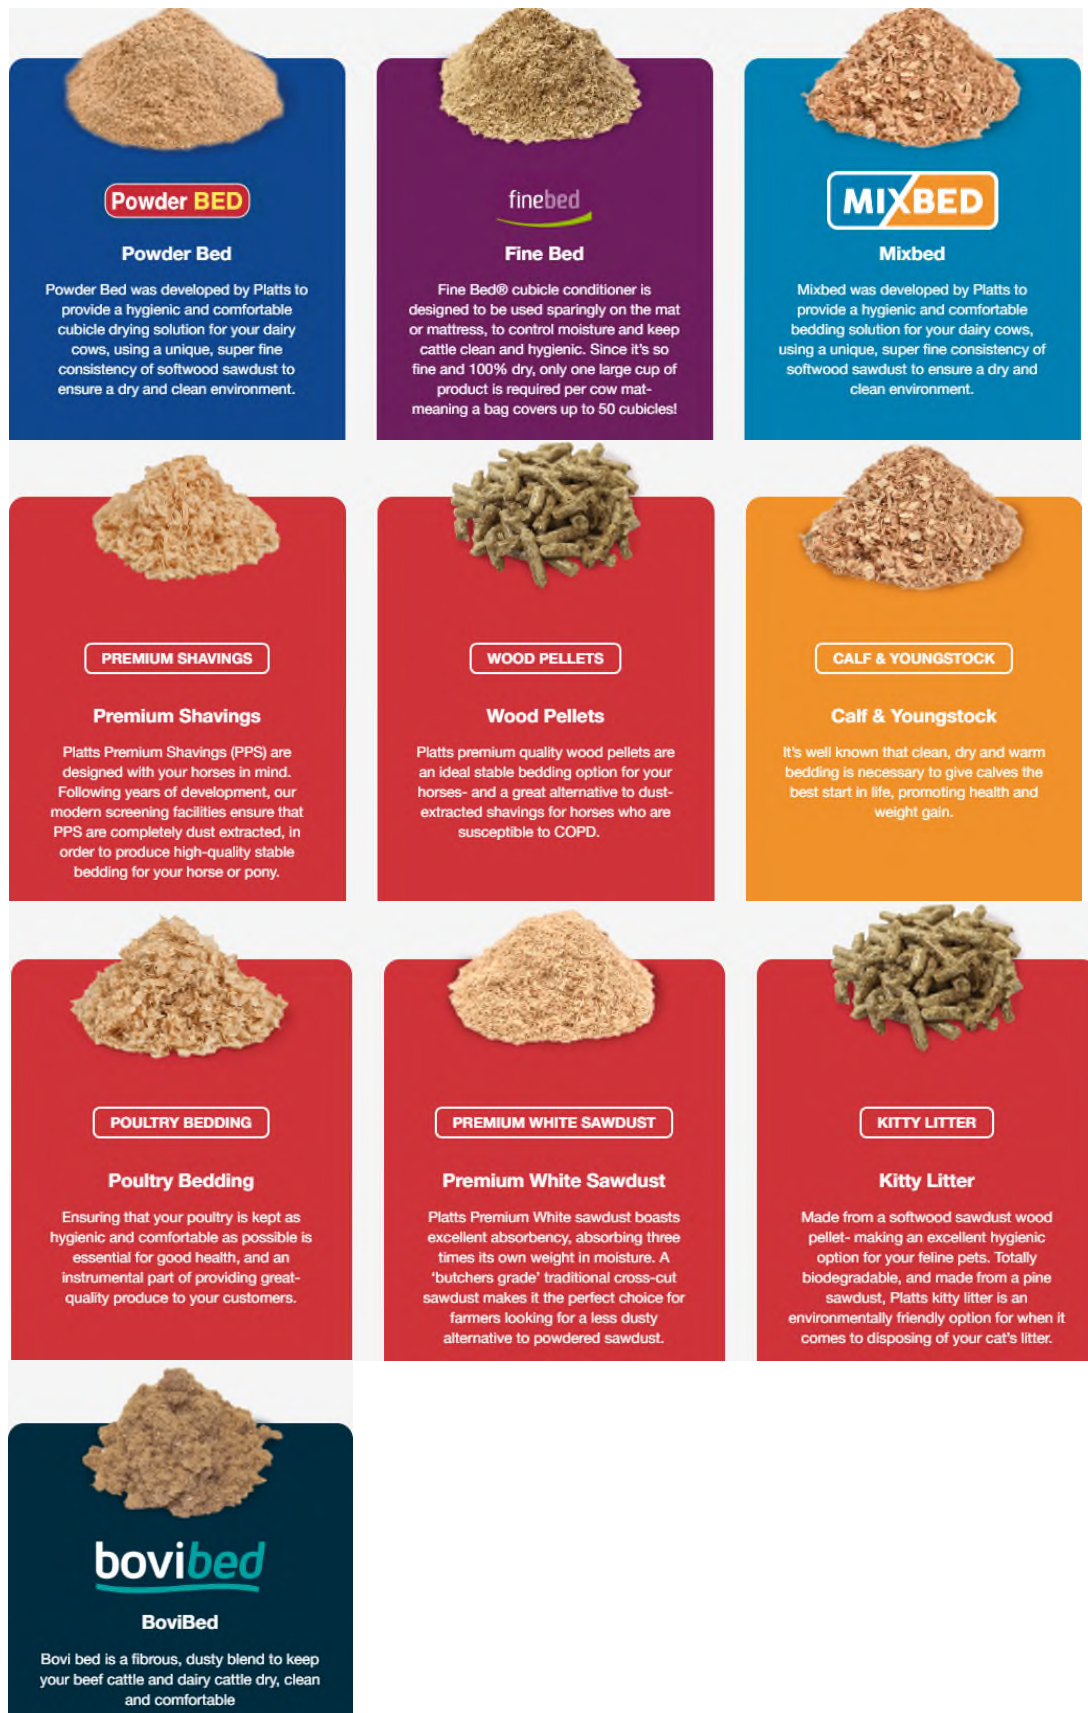 Powder BED
Powder Bed
Powder Bed was developed by Platts to
provide a hygienic and comfortable
cubicle drying solution for your dairy
cows, using a unique, super fine
consistency of softwood sawdust to
ensure a dry and clean environment.
finebed
Fine Bed
Fine Bed® cubicle conditioner is
designed to be used sparingly on the mat
or mattress, to control moisture and keep
cattle clean and hygienic. Since it's so
fine and 100% dry, only one large cup of
product is required per cow mat-
meaning a bag covers up to 50 cubicles!
MIXBED
Mixbed
Mixbed was developed by Platts to
provide a hygienic and comfortable
bedding solution for your dairy cows,
using a unique, super fine consistency of
softwood sawdust to ensure a dry and
clean environment.
PREMIUM SHAVINGS
Premium Shavings
Platts Premium Shavings (PPS) are
designed with your horses in mind.
Following years of development, our
modern screening facilities ensure that
PPS are completely dust extracted, in
order to produce high-quality stable
bedding for your horse or pony.
WOOD PELLETS
Wood Pellets
Platts premium quality wood pellets are
an ideal stable bedding option for your
horses- and a great alternative to dust-
extracted shavings for horses who are
susceptible to COPD.
CALF & YOUNGSTOCK
Calf & Youngstock
It's well known that clean, dry and warm
bedding is necessary to give calves the
best start in life, promoting health and
weight gain.
POULTRY BEDDING
Poultry Bedding
Ensuring that your poultry is kept as
hygienic and comfortable as possible is
essential for good health, and an
instrumental part of providing great-
quality produce to your customers.
PREMIUM WHITE SAWDUST
Premium White Sawdust
Platts Premium White sawdust boasts
excellent absorbency, absorbing three
times its own weight in moisture. A
'butchers grade' traditional cross-cut
sawdust makes it the perfect choice for
farmers looking for a less dusty
alternative to powdered sawdust.
KITTY LITTER
Kitty Litter
Made from a softwood sawdust wood
pellet- making an excellent hygienic
option for your feline pets. Totally
biodegradable, and made from a pine
sawdust, Platts kitty litter is an
environmentally friendly option for when it
comes to disposing of your cat's litter.
bovibed
BoviBed
Bovi bed is a fibrous, dusty blend to keep
your beef cattle and dairy cattle dry, clean
and comfortable